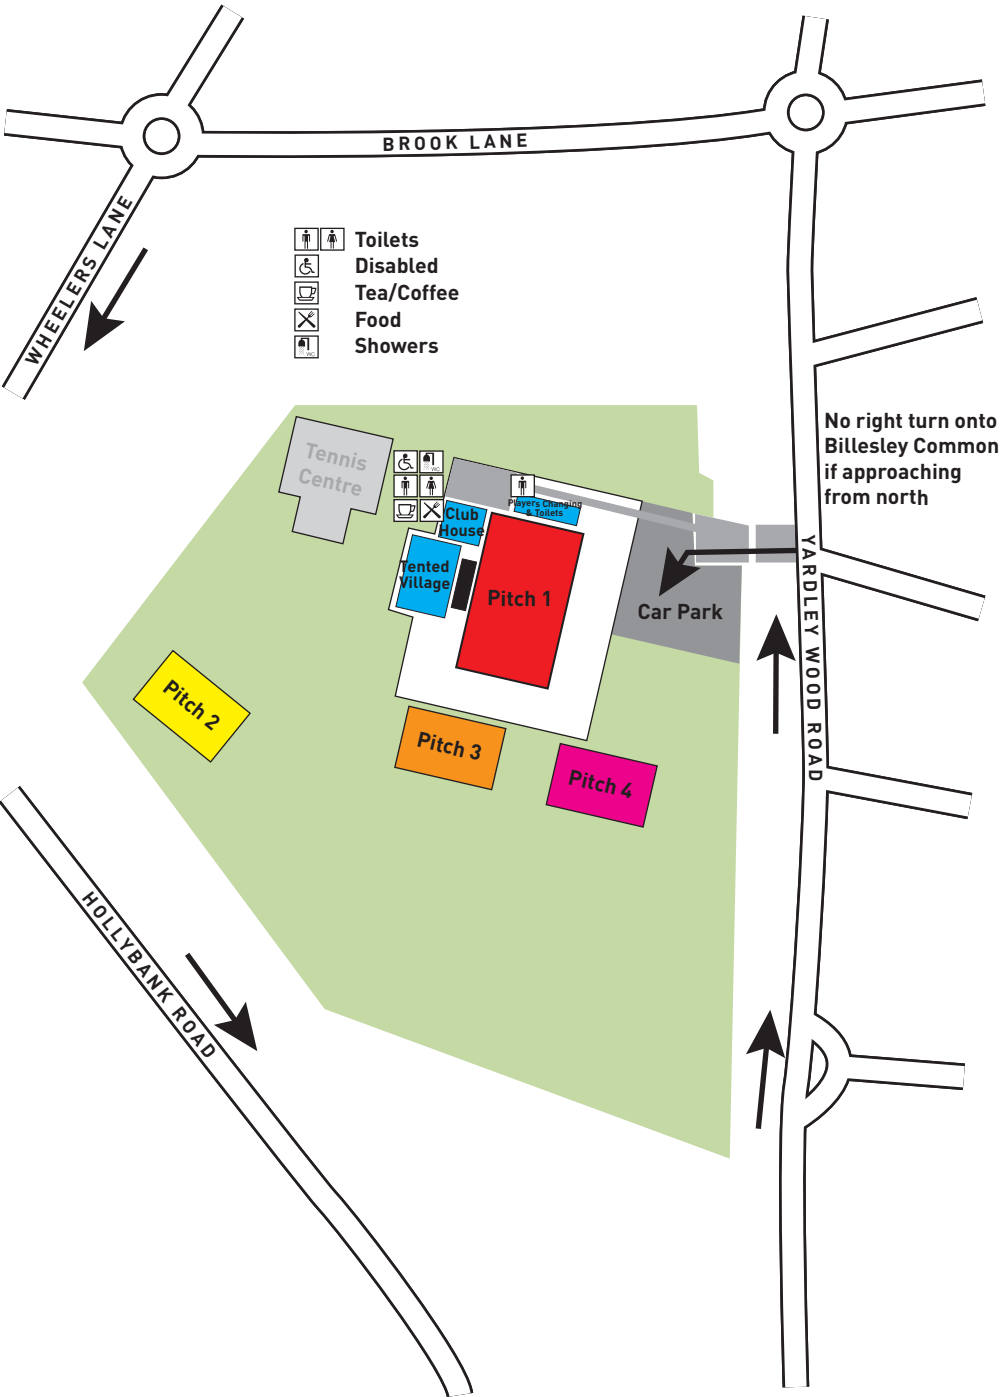 BROOK LANE
WHEELERS LANE
Toilets
Disabled
Tea/Coffee
Food
WC
Showers
No right turn onto
Billesley Common
if approaching
from north
Tennis
Centre
WC
Players Changing
& Toilets
Club
House
Tented
Village
Pitch 1
Car Park
YARDLEY WOOD ROAD
Pitch 2
Pitch 3
Pitch 4
HOLLYBANK ROAD